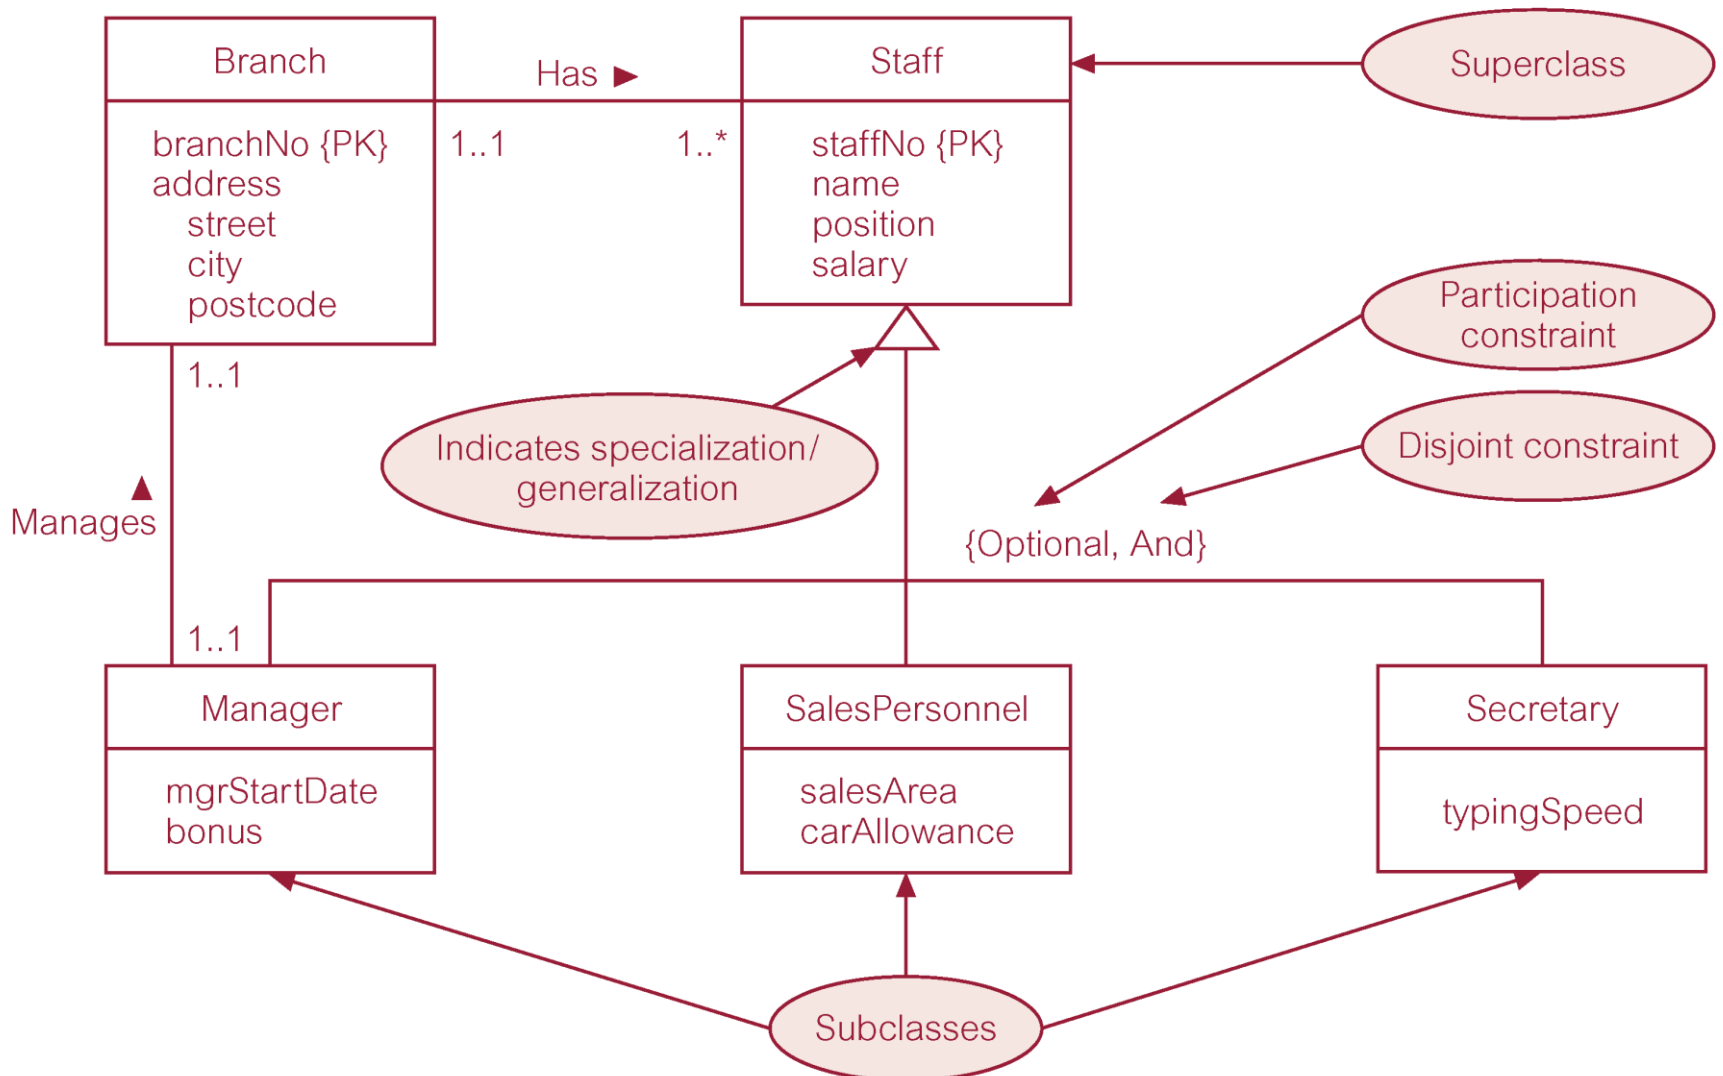 Branch
Has ▶
Staff
Superclass
branchNo {PK}
address
street
city
postcode
1..1
1..*
staffNo {PK}
name
position
salary
Participation
constraint
1..1
Indicates specialization/
generalization
Disjoint constraint
▲
Manages
{Optional, And}
1..1
Manager
mgrStartDate
bonus
SalesPersonnel
salesArea
carAllowance
Secretary
typingSpeed
Subclasses